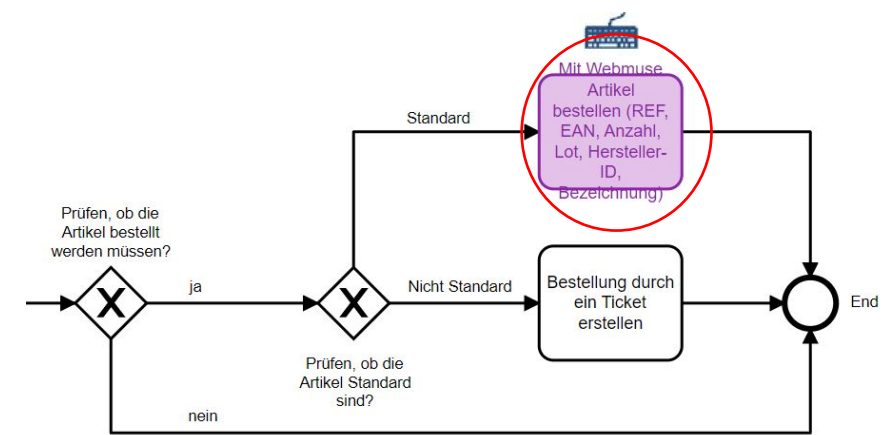 Mit Webmuse
Artikel
bestellen (REF,
EAN, Anzahl,
Lot, Hersteller-
ID,
Bezeichnung)
Standard
Prüfen, ob die
Artikel bestellt
werden müssen?
X
ja
X
Nicht Standard
Bestellung durch
ein Ticket
erstellen
End
Prüfen, ob die
Artikel Standard
sind?
nein